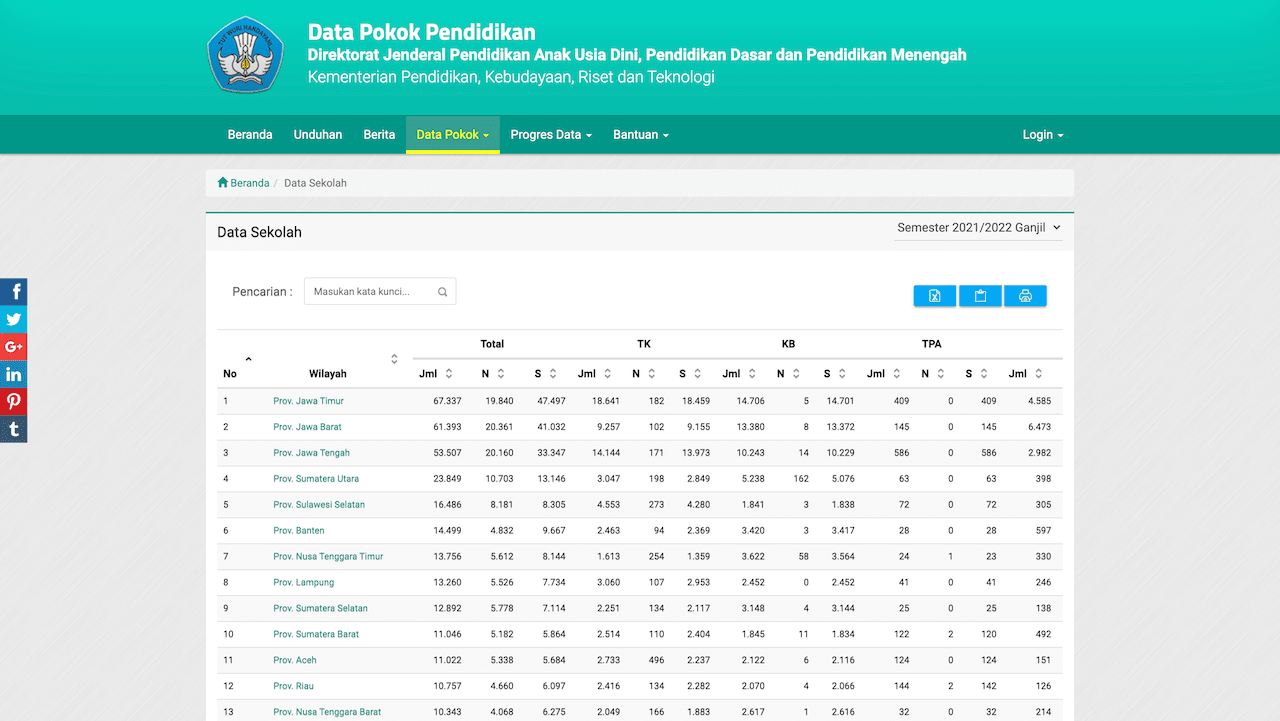 TUT WURI HANDAYANI
Data Pokok Pendidikan
Direktorat Jenderal Pendidikan Anak Usia Dini, Pendidikan Dasar dan Pendidikan Menengah
Kementerian Pendidikan, Kebudayaan, Riset dan Teknologi
Beranda Unduhan Berita Data Pokok Progres Data Bantuan Login
Beranda / Data Sekolah
Data Sekolah Semester 2021/2022 Ganjil
Pencarian : Masukan kata kunci...
Total TK KB TPA
No Wilayah Jml N S Jml N S Jml N S Jml N S Jml
1 Prov. Jawa Timur 67.337 19.840 47.497 18.641 182 18.459 14.706 5 14.701 409 0 409 4.585
2 Prov. Jawa Barat 61.393 20.361 41.032 9.257 102 9.155 13.380 8 13.372 145 0 145 6.473
3 Prov. Jawa Tengah 53.507 20.160 33.347 14.144 171 13.973 10.243 14 10.229 586 0 586 2.982
4 Prov. Sumatera Utara 23.849 10.703 13.146 3.047 198 2.849 5.238 162 5.076 63 0 63 398
5 Prov. Sulawesi Selatan 16.486 8.181 8.305 4.553 273 4.280 1.841 3 1.838 72 0 72 305
6 Prov. Banten 14.499 4.832 9.667 2.463 94 2.369 3.420 3 3.417 28 0 28 597
7 Prov. Nusa Tenggara Timur 13.756 5.612 8.144 1.613 254 1.359 3.622 58 3.564 24 1 23 330
8 Prov. Lampung 13.260 5.526 7.734 3.060 107 2.953 2.452 0 2.452 41 0 41 246
9 Prov. Sumatera Selatan 12.892 5.778 7.114 2.251 134 2.117 3.148 4 3.144 25 0 25 138
10 Prov. Sumatera Barat 11.046 5.182 5.864 2.514 110 2.404 1.845 11 1.834 122 2 120 492
11 Prov. Aceh 11.022 5.338 5.684 2.733 496 2.237 2.122 6 2.116 124 0 124 151
12 Prov. Riau 10.757 4.660 6.097 2.416 134 2.282 2.070 4 2.066 144 2 142 126
13 Prov. Nusa Tenggara Barat 10.343 4.068 6.275 2.049 166 1.883 2.617 1 2.616 32 0 32 214